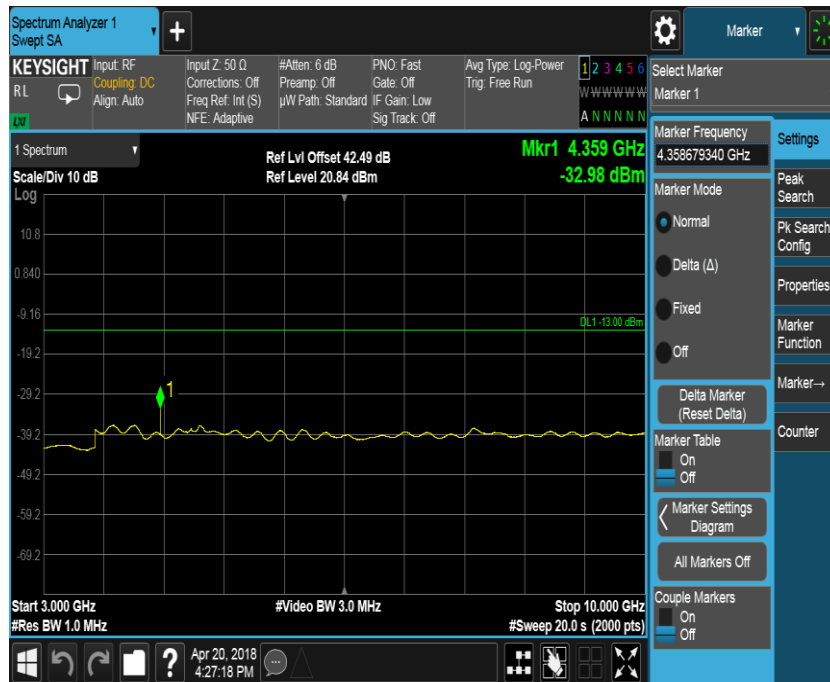 Spectrum Analyzer 1
Swept SA
+
Marker
KEYSIGHT
RL
LXI
Input: RF
Coupling: DC
Align: Auto
Input Z: 50 Ω
Corrections: Off
Freq Ref: Int (S)
NFE: Adaptive
#Atten: 6 dB
Preamp: Off
µW Path: Standard
PNO: Fast
Gate: Off
IF Gain: Low
Sig Track: Off
Avg Type: Log-Power
Trig: Free Run
1 2 3 4 5 6
W W W W W W
A N N N N N
Select Marker
Marker 1
1 Spectrum
Scale/Div 10 dB
Log
Ref Lvl Offset 42.49 dB
Ref Level 20.84 dBm
Mkr1 4.359 GHz
-32.98 dBm
10.8
0.840
-9.16
-19.2
-29.2
-39.2
-49.2
-59.2
-69.2
DL1 -13.00 dBm
1
Start 3.000 GHz
#Res BW 1.0 MHz
#Video BW 3.0 MHz
Stop 10.000 GHz
#Sweep 20.0 s (2000 pts)
Marker Frequency
4.358679340 GHz
Marker Mode
Normal
Delta (Δ)
Fixed
Off
Delta Marker
(Reset Delta)
Marker Table
On
Off
Marker Settings
Diagram
All Markers Off
Couple Markers
On
Off
Settings
Peak
Search
Pk Search
Config
Properties
Marker
Function
Marker→
Counter
?
Apr 20, 2018
4:27:18 PM